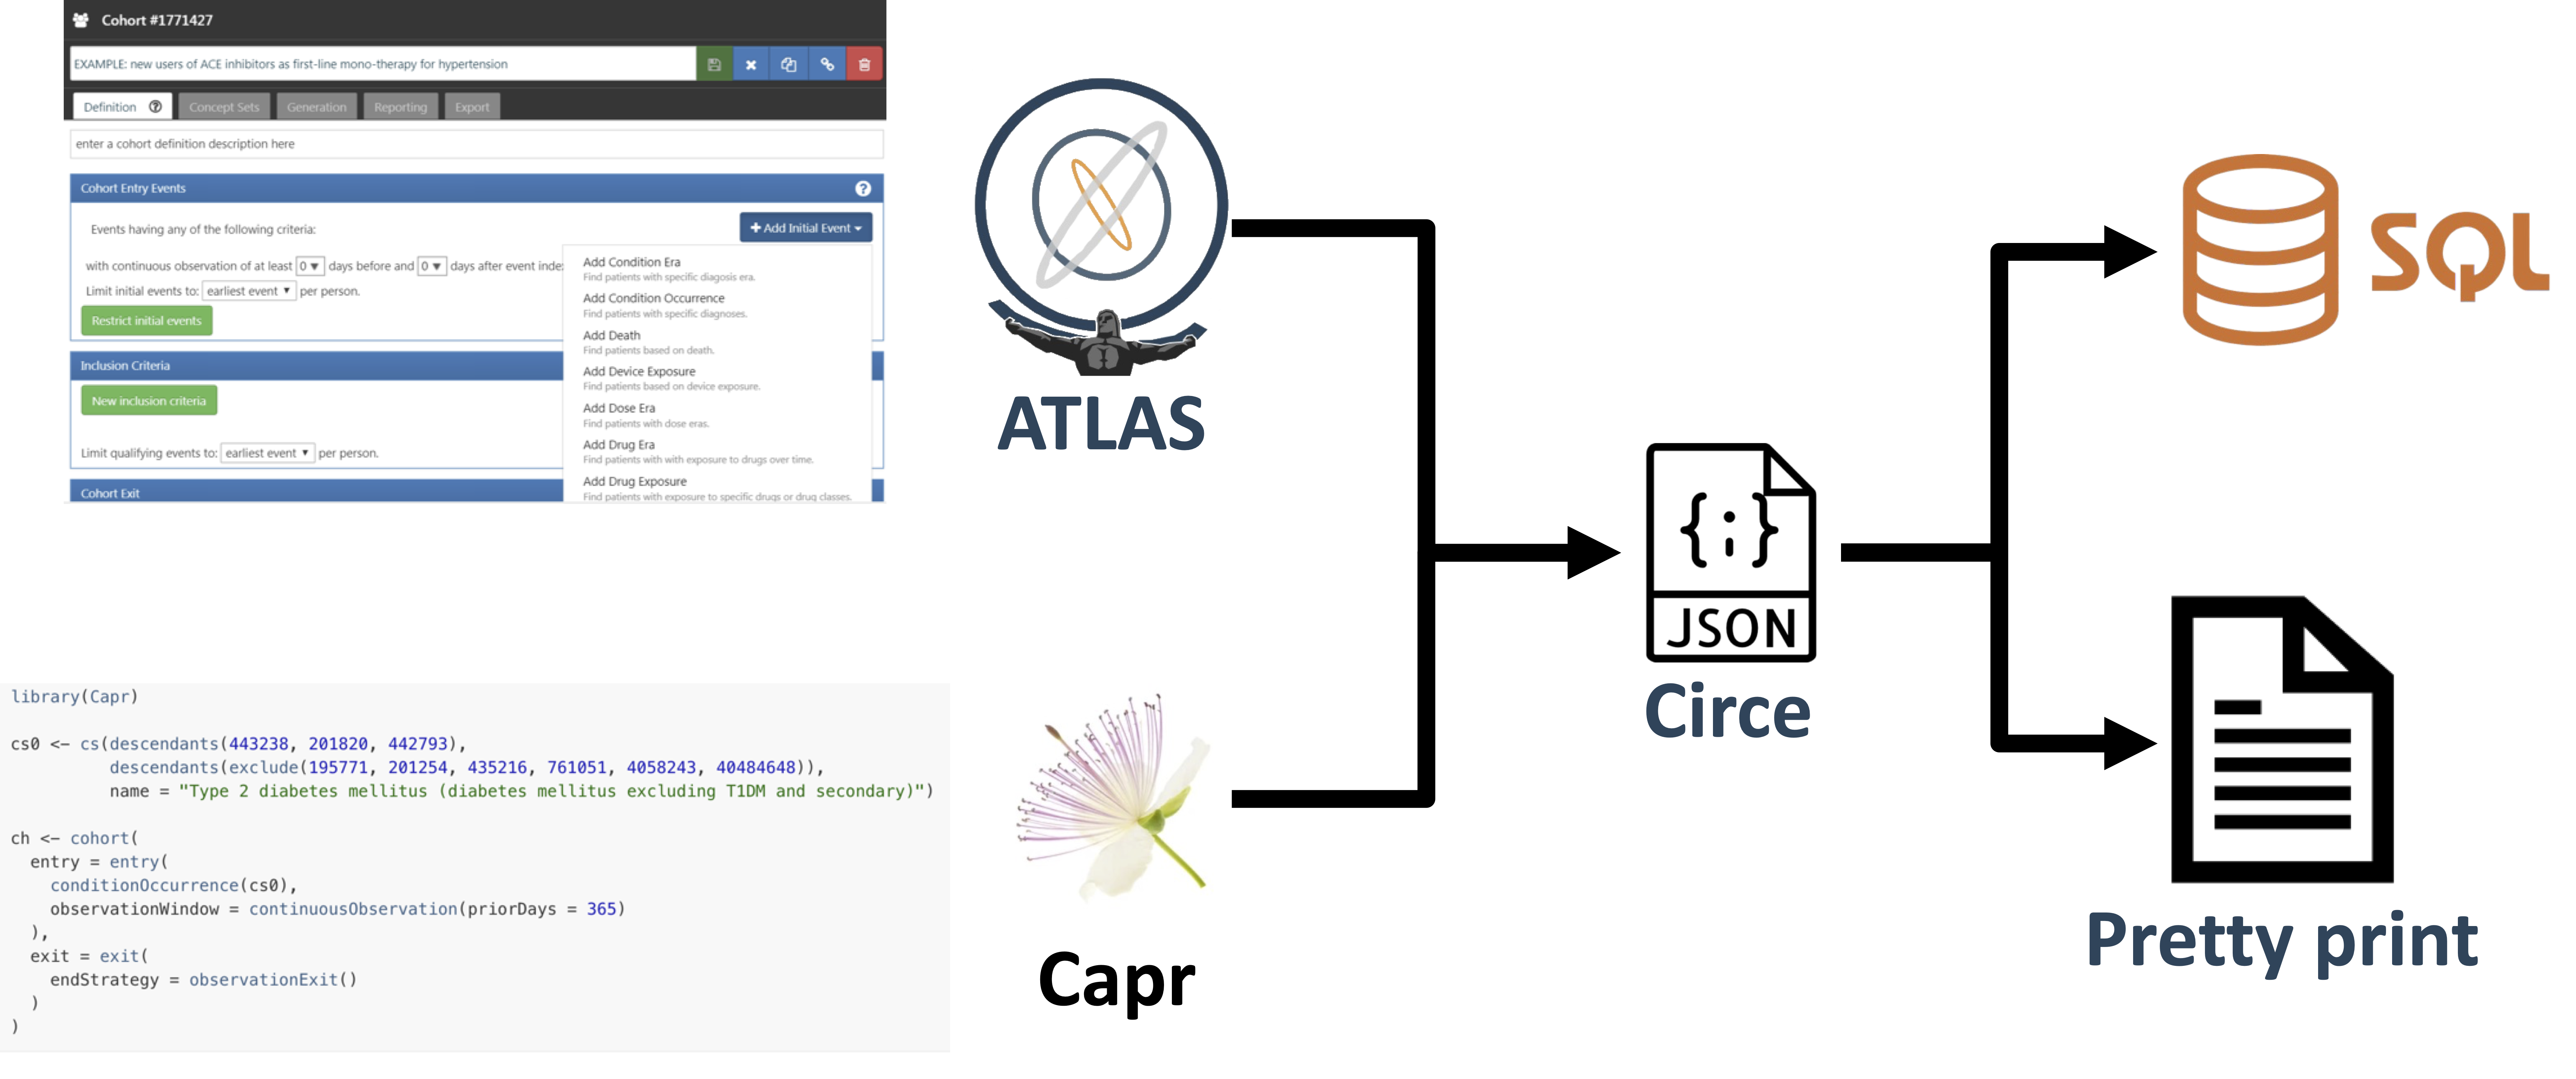 Cohort #1771427
EXAMPLE: new users of ACE inhibitors as first-line mono-therapy for hypertension
Definition Concept Sets Generation Reporting Export
enter a cohort definition description here
Cohort Entry Events
Events having any of the following criteria:
+ Add Initial Event
with continuous observation of at least 0 days before and 0 days after event inde
Limit initial events to: earliest event per person.
Restrict initial events
Add Condition Era
Find patients with specific diagosis era.
Add Condition Occurrence
Find patients with specific diagnoses.
Add Death
Find patients based on death.
Add Device Exposure
Find patients based on device exposure.
Add Dose Era
Find patients with dose eras.
Add Drug Era
Find patients with with exposure to drugs over time.
Add Drug Exposure
Find patients with exposure to specific drugs or drug classes.
Inclusion Criteria
New inclusion criteria
Limit qualifying events to: earliest event per person.
Cohort Exit
library(Capr)
cs0 <- cs(descendants(443238, 201820, 442793),
descendants(exclude(195771, 201254, 435216, 761051, 4058243, 40484648)),
name = "Type 2 diabetes mellitus (diabetes mellitus excluding T1DM and secondary)")
ch <- cohort(
entry = entry(
conditionOccurrence(cs0),
observationWindow = continuousObservation(priorDays = 365)
),
exit = exit(
endStrategy = observationExit()
)
)
ATLAS
Capr
{;}
JSON
Circe
SQL
Pretty print